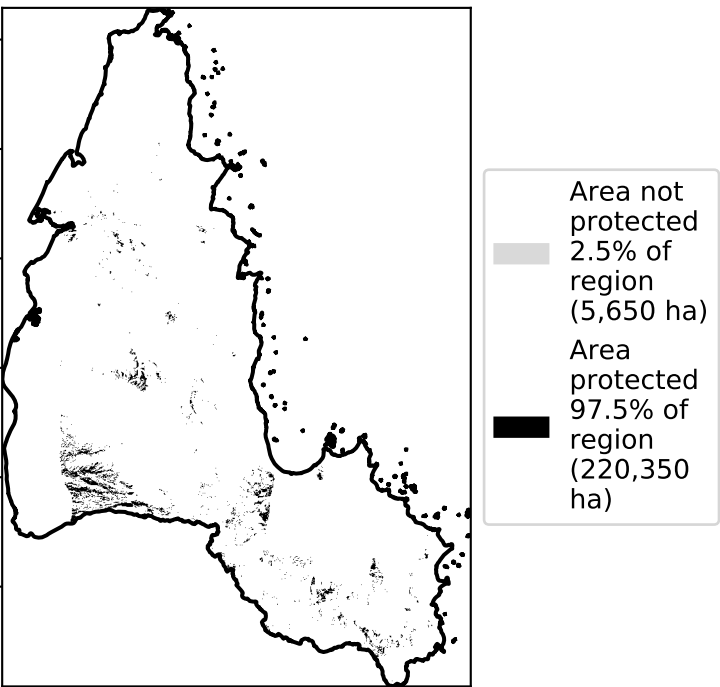 Area not
protected
2.5% of
region
(5,650 ha)
Area
protected
97.5% of
region
(220,350
ha)